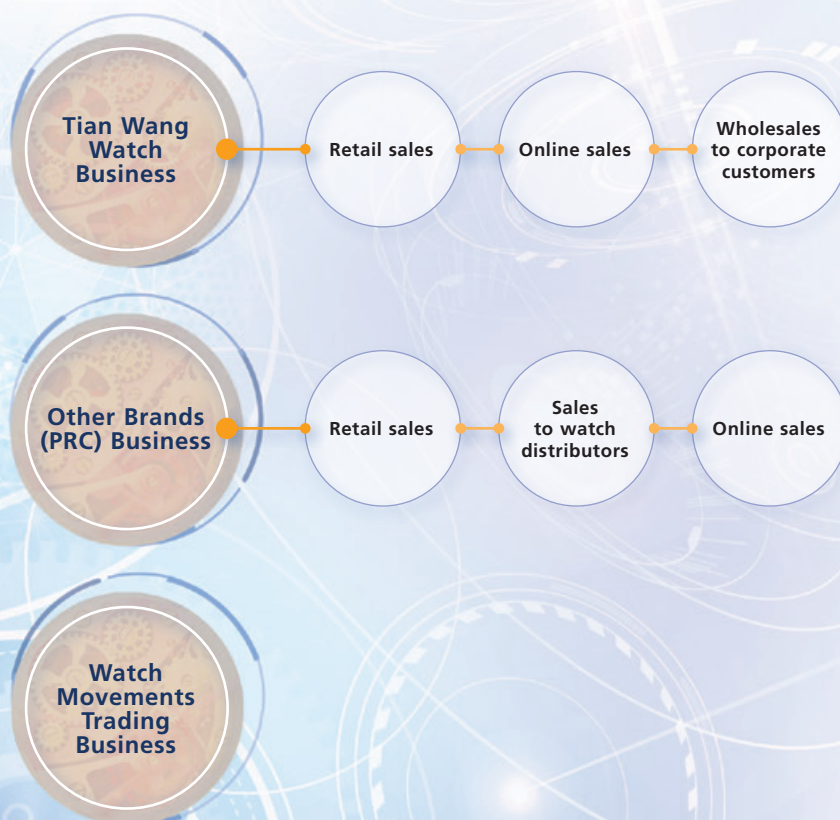 Tian Wang
Watch
Business
Retail sales
Online sales
Wholesales
to corporate
customers
Other Brands
(PRC) Business
Retail sales
Sales
to watch
distributors
Online sales
Watch
Movements
Trading
Business